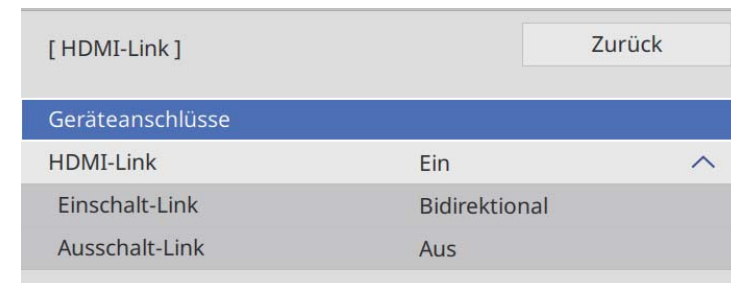 [ HDMI-Link ] Zurück
Geräteanschlüsse
HDMI-Link Ein
Einschalt-Link Bidirektional
Ausschalt-Link Aus